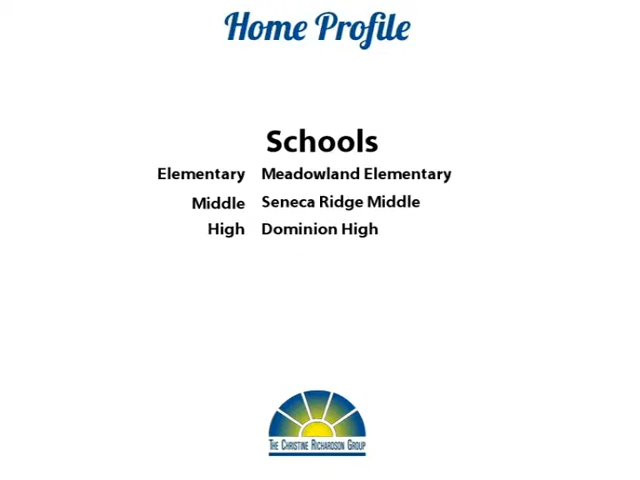 Home Profile
Schools
Elementary Meadowland Elementary
Middle Seneca Ridge Middle
High Dominion High
The Christine Richardson Group